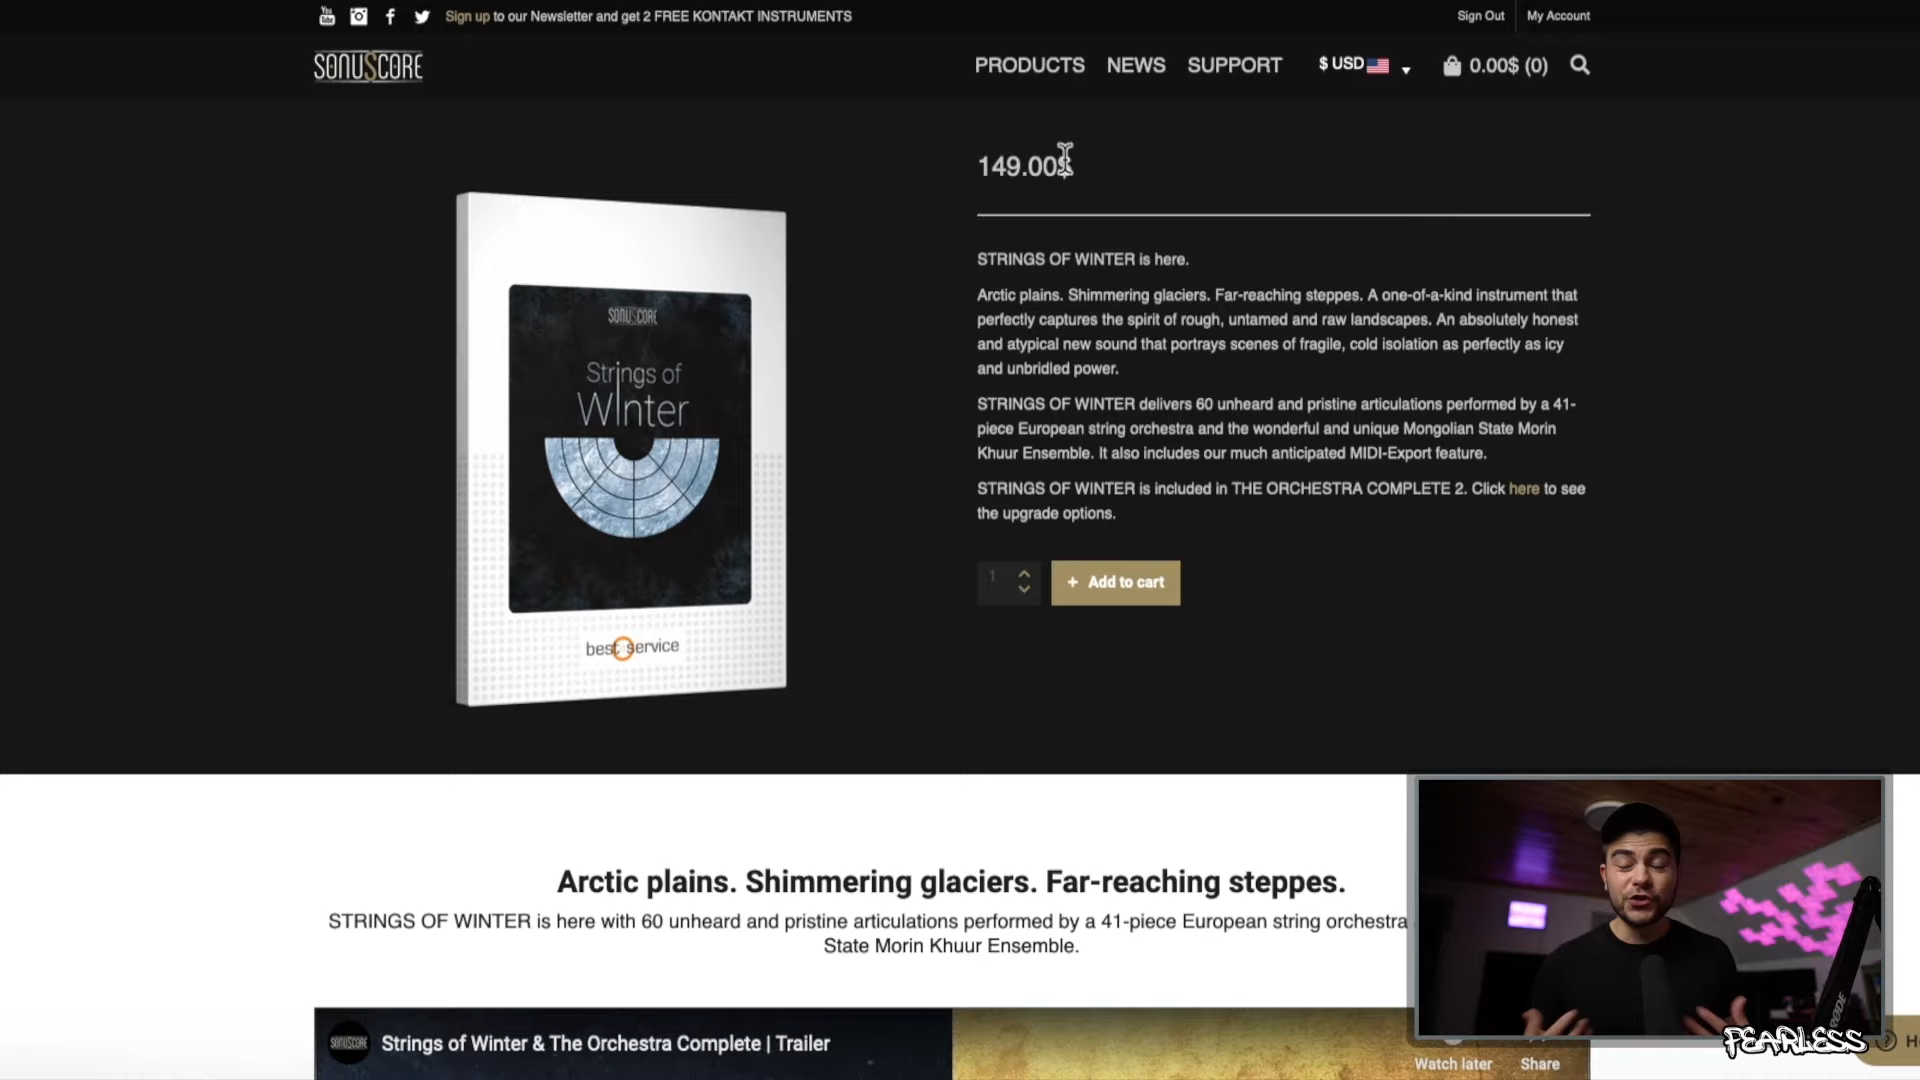 You
Tube
Sign up to our Newsletter and get 2 FREE KONTAKT INSTRUMENTS
Sign Out
My Account
SONUSCORE
PRODUCTS
NEWS
SUPPORT
$ USD
0.00$ (0)
149.00$
STRINGS OF WINTER is here.
Arctic plains. Shimmering glaciers. Far-reaching steppes. A one-of-a-kind instrument that
perfectly captures the spirit of rough, untamed and raw landscapes. An absolutely honest
and atypical new sound that portrays scenes of fragile, cold isolation as perfectly as icy
and unbridled power.
STRINGS OF WINTER delivers 60 unheard and pristine articulations performed by a 41-
piece European string orchestra and the wonderful and unique Mongolian State Morin
Khuur Ensemble. It also includes our much anticipated MIDI-Export feature.
STRINGS OF WINTER is included in THE ORCHESTRA COMPLETE 2. Click here to see
the upgrade options.
1
+ Add to cart
SONUSCORE
Strings of
Winter
best service
Arctic plains. Shimmering glaciers. Far-reaching steppes.
STRINGS OF WINTER is here with 60 unheard and pristine articulations performed by a 41-piece European string orchestra
State Morin Khuur Ensemble.
SONUSCORE
Strings of Winter & The Orchestra Complete | Trailer
Watch later
Share
RODE
FEARLESS
? He